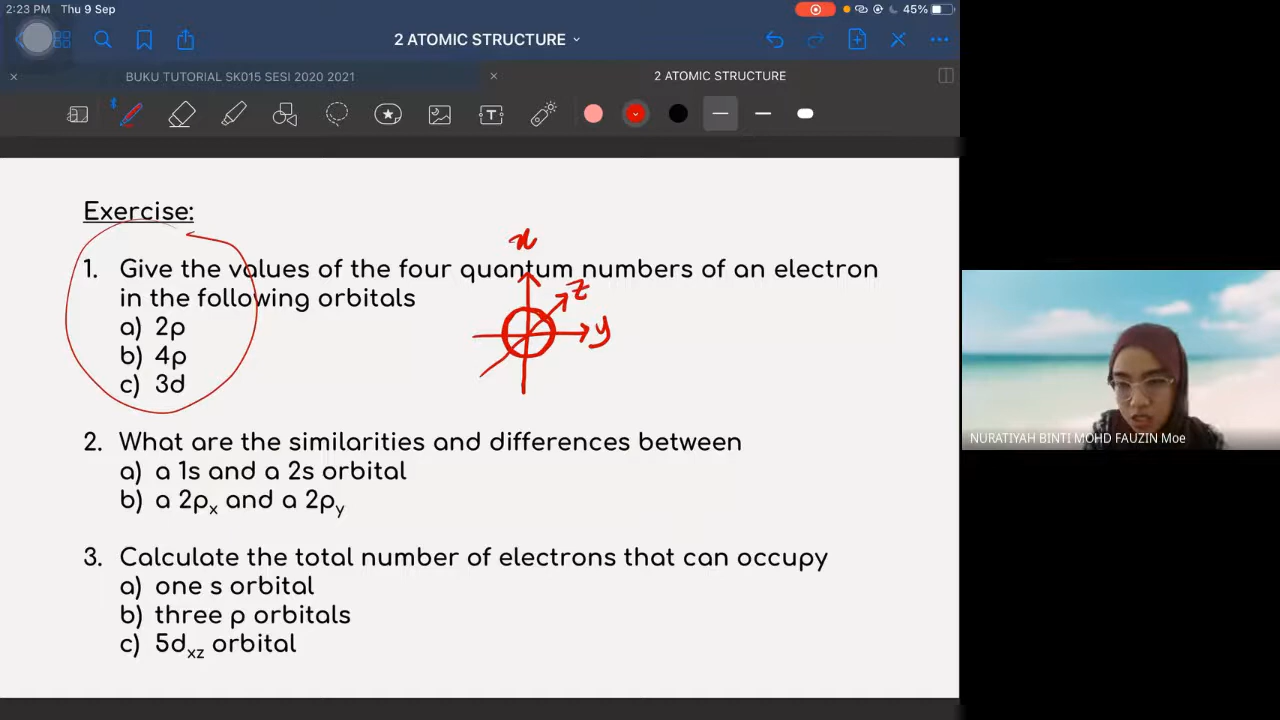 2:23 PM Thu 9 Sep
45%
2 ATOMIC STRUCTURE
BUKU TUTORIAL SK015 SESI 2020 2021
2 ATOMIC STRUCTURE
Exercise:
x
1. Give the values of the four quantum numbers of an electron
in the following orbitals
z
a) 2p
y
b) 4p
c) 3d
2. What are the similarities and differences between
a) a 1s and a 2s orbital
b) a 2pₓ and a 2pᵧ
3. Calculate the total number of electrons that can occupy
a) one s orbital
b) three p orbitals
c) 5dxz orbital
NURATIYAH BINTI MOHD FAUZIN Moe